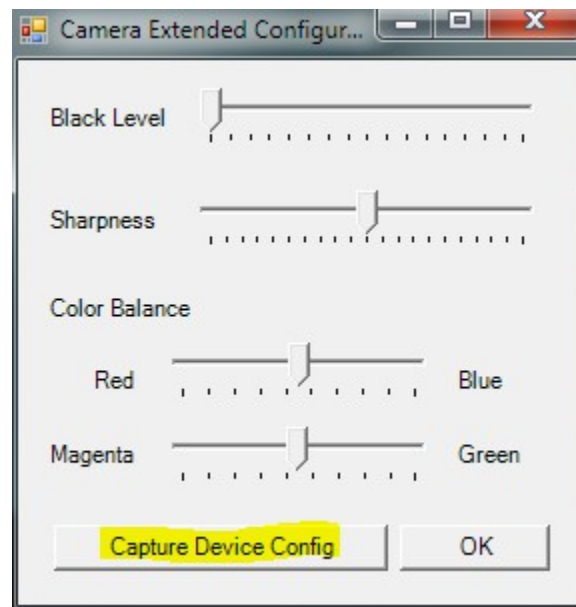 Camera Extended Configur...
Black Level
Sharpness
Color Balance
Red Blue
Magenta Green
Capture Device Config OK